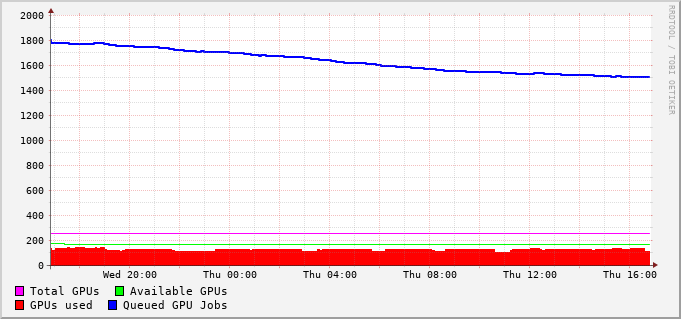 2000
1800
1600
1400
1200
1000
800
600
400
200
0
Wed 20:00 Thu 00:00 Thu 04:00 Thu 08:00 Thu 12:00 Thu 16:00
Total GPUs Available GPUs
GPUs used Queued GPU Jobs
RRDTOOL / TOBI OETIKER